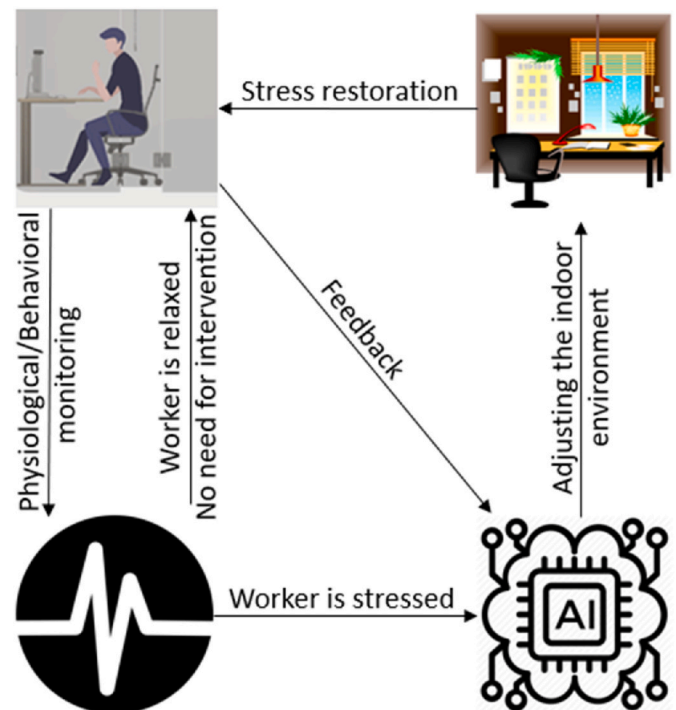 Stress restoration
Physiological/Behavioral
monitoring
Worker is relaxed
No need for intervention
Feedback
Adjusting the indoor
environment
Worker is stressed
AI